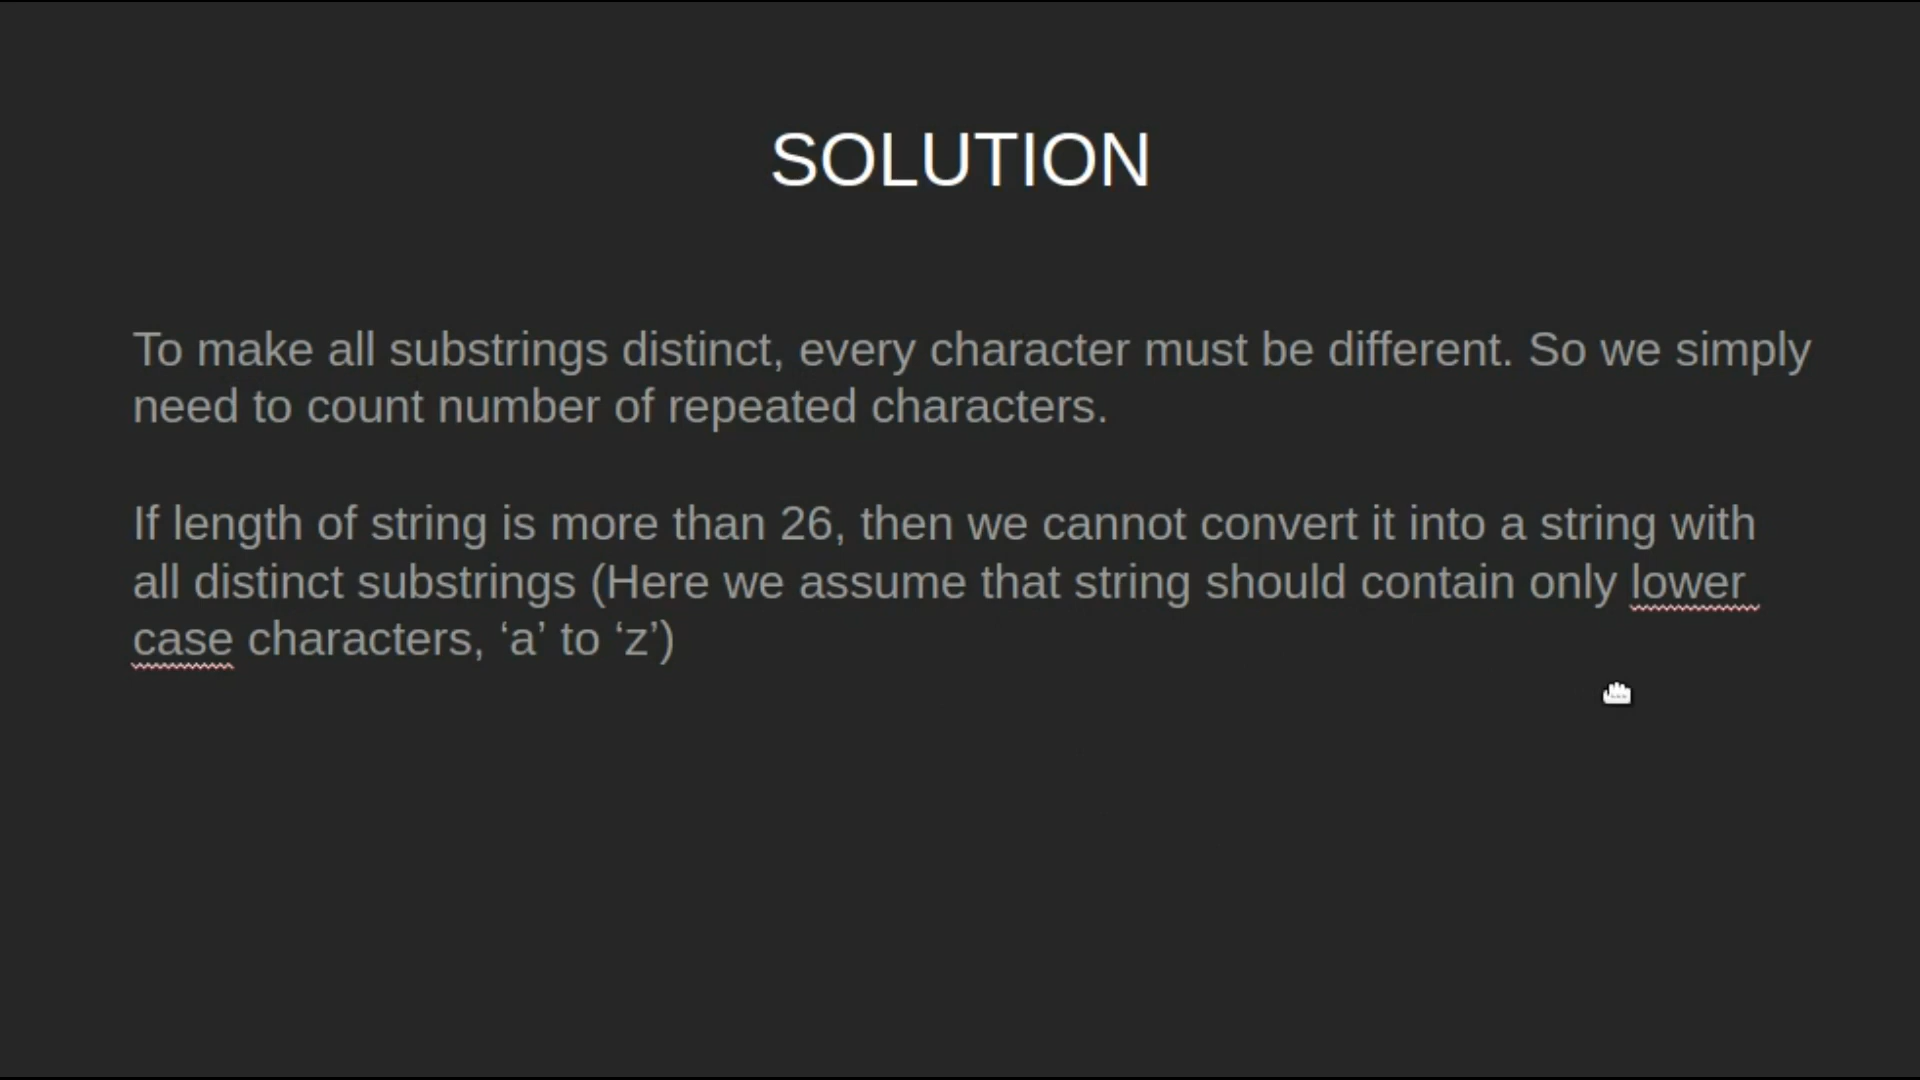 SOLUTION
To make all substrings distinct, every character must be different. So we simply
need to count number of repeated characters.
If length of string is more than 26, then we cannot convert it into a string with
all distinct substrings (Here we assume that string should contain only lower
case characters, ‘a’ to ‘z’)